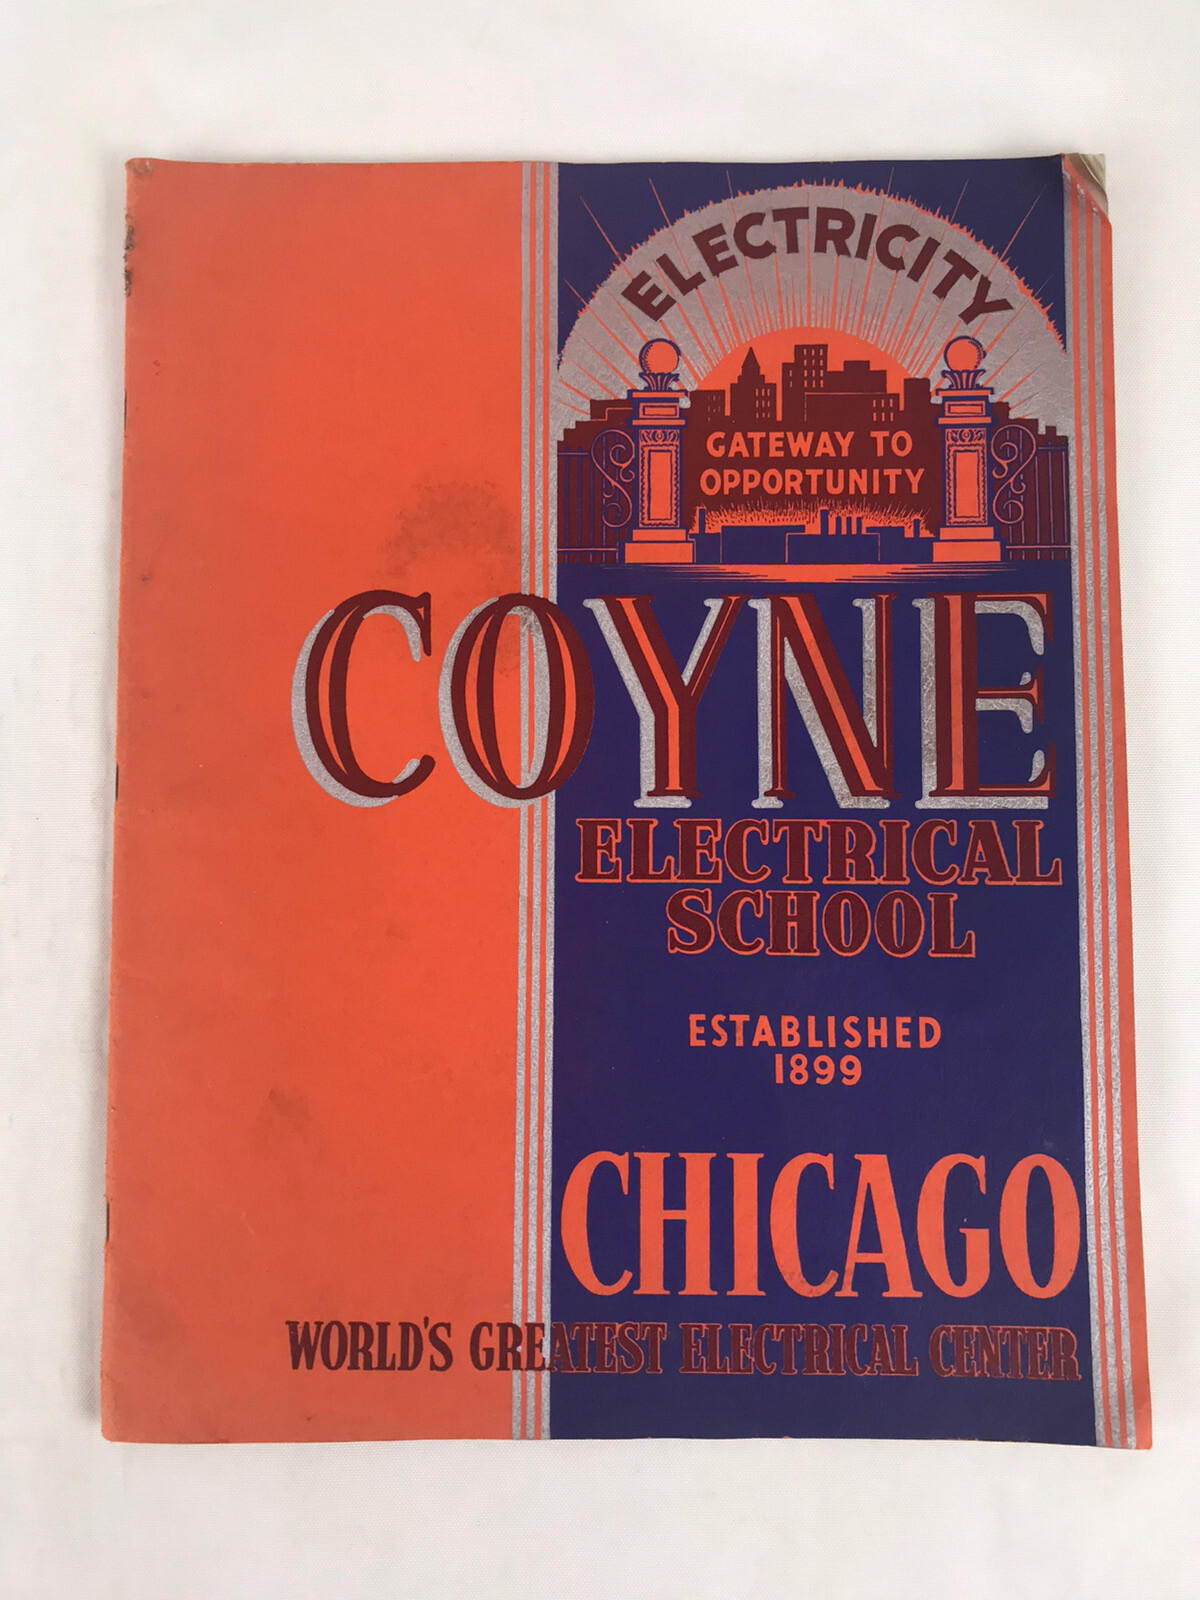 ELECTRICITY
GATEWAY TO
OPPORTUNITY
COYNE
ELECTRICAL
SCHOOL
ESTABLISHED
1899
CHICAGO
WORLD'S GREATEST ELECTRICAL CENTER